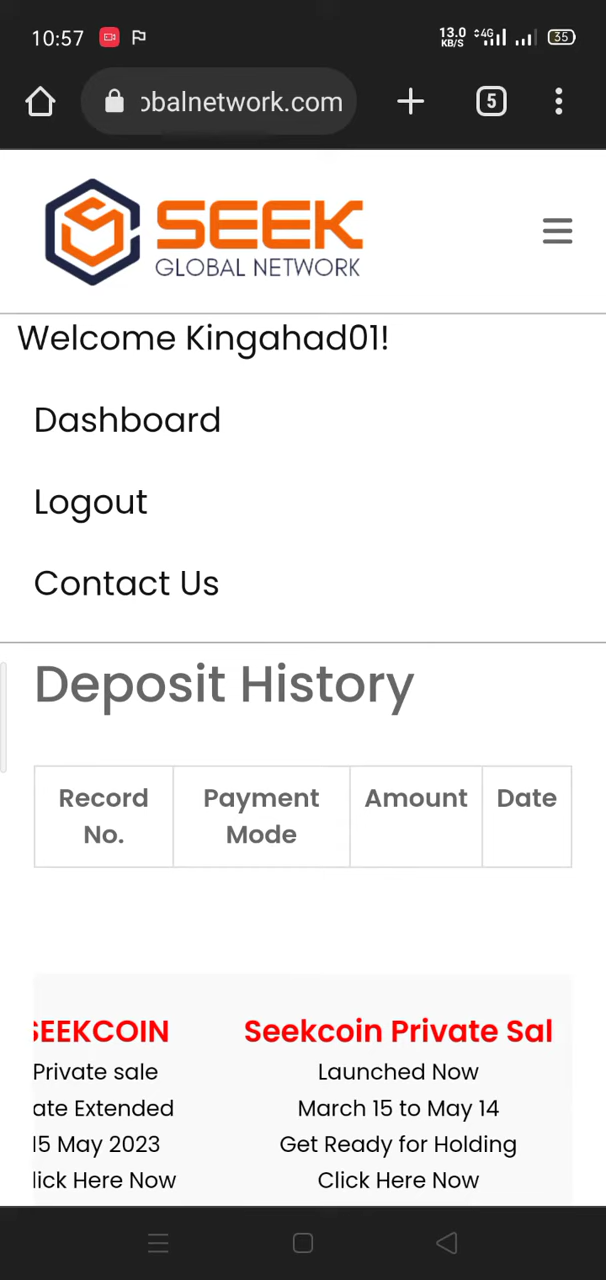 10:57 13.0 KB/S 4G 35
obalnetwork.com 5
SEEK
GLOBAL NETWORK
Welcome Kingahad01!
Dashboard
Logout
Contact Us
Deposit History
Record No. Payment Mode Amount Date
SEEKCOIN
Private sale
ate Extended
15 May 2023
lick Here Now
Seekcoin Private Sal
Launched Now
March 15 to May 14
Get Ready for Holding
Click Here Now